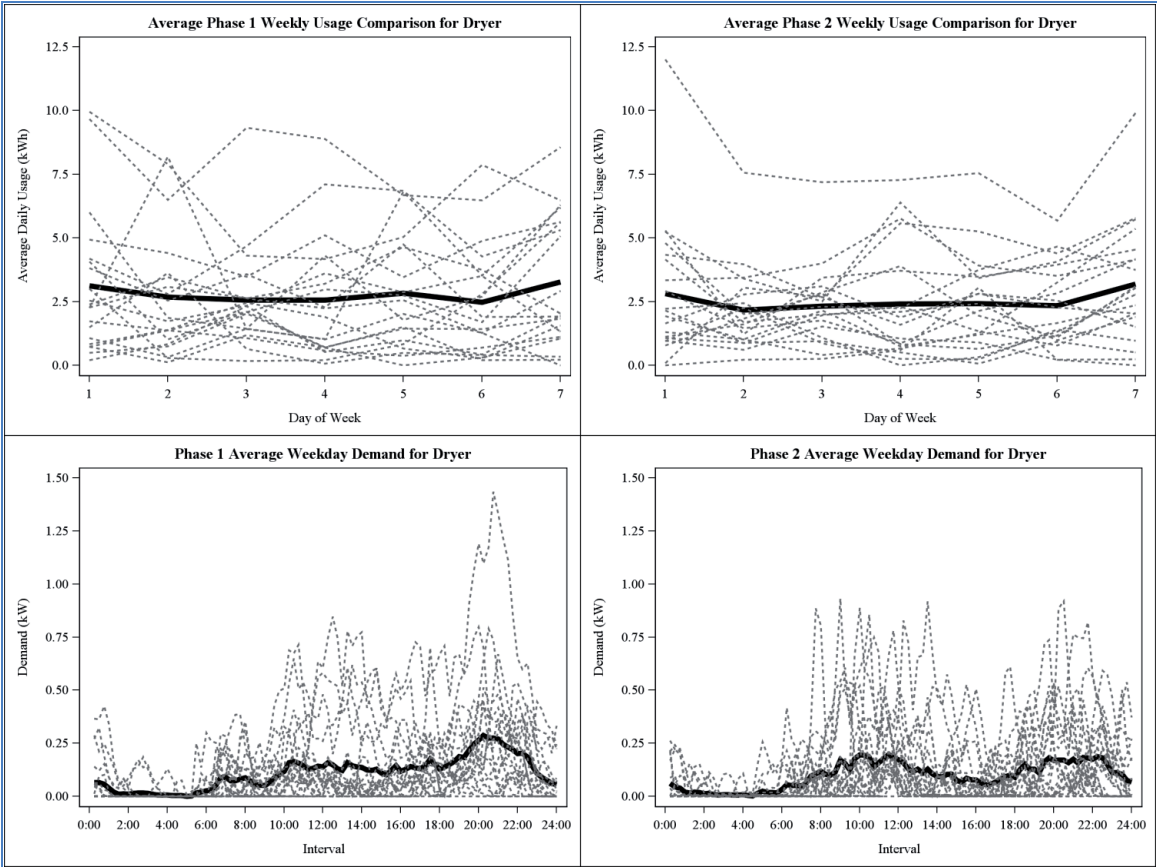 Average Phase 1 Weekly Usage Comparison for Dryer
Average Daily Usage (kWh)
12.5
10.0
7.5
5.0
2.5
0.0
1 2 3 4 5 6 7
Day of Week
Average Phase 2 Weekly Usage Comparison for Dryer
Average Daily Usage (kWh)
12.5
10.0
7.5
5.0
2.5
0.0
1 2 3 4 5 6 7
Day of Week
Phase 1 Average Weekday Demand for Dryer
Demand (kW)
1.50
1.25
1.00
0.75
0.50
0.25
0.00
0:00 2:00 4:00 6:00 8:00 10:00 12:00 14:00 16:00 18:00 20:00 22:00 24:00
Interval
Phase 2 Average Weekday Demand for Dryer
Demand (kW)
1.50
1.25
1.00
0.75
0.50
0.25
0.00
0:00 2:00 4:00 6:00 8:00 10:00 12:00 14:00 16:00 18:00 20:00 22:00 24:00
Interval